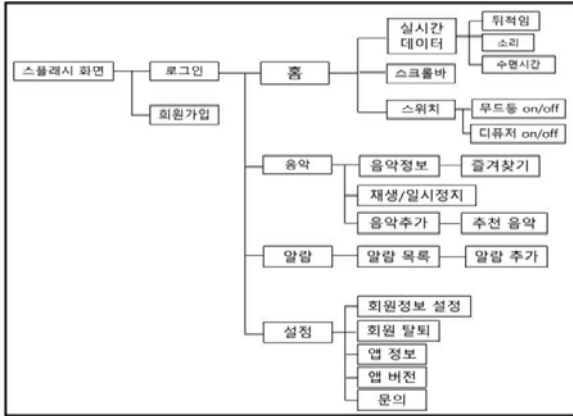 스플래시 화면
로그인
회원가입
홈
실시간
데이터
뒤척임
소리
수면시간
스크롤바
스위치
무드등 on/off
디퓨저 on/off
음악
음악정보
즐겨찾기
재생/일시정지
음악추가
추천 음악
알람
알람 목록
알람 추가
설정
회원정보 설정
회원 탈퇴
앱 정보
앱 버전
문의